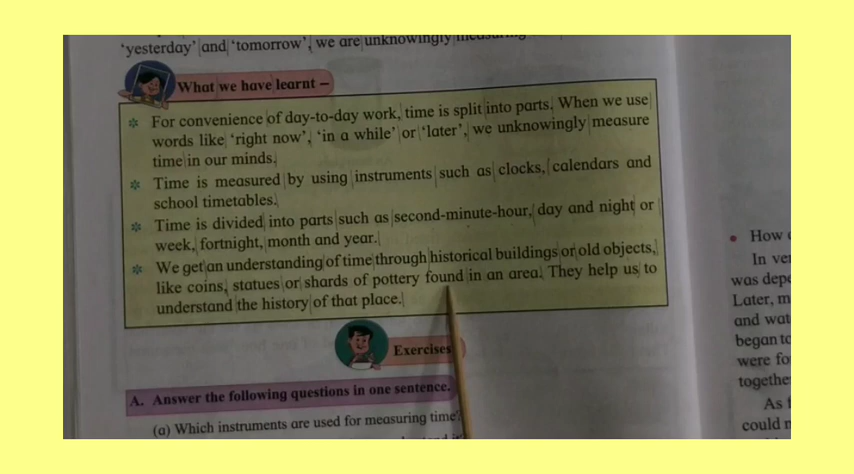 'yesterday' and 'tomorrow', we are unknowingly
What we have learnt –
For convenience of day-to-day work, time is split into parts. When we use
words like 'right now', 'in a while' or 'later', we unknowingly measure
time in our minds.
Time is measured by using instruments such as clocks, calendars and
school timetables.
Time is divided into parts such as second-minute-hour, day and night or
week, fortnight, month and year.
We get an understanding of time through historical buildings or old objects,
like coins, statues or shards of pottery found in an area. They help us to
understand the history of that place.
Exercises
A. Answer the following questions in one sentence.
(a) Which instruments are used for measuring time
• How
In
was
Later,
and
began
were
As
could